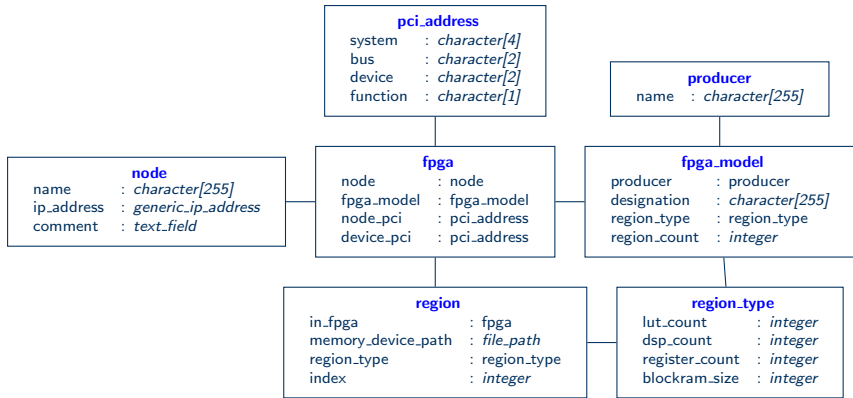 pci_address
system : character[4]
bus : character[2]
device : character[2]
function : character[1]
producer
name : character[255]
node
name : character[255]
ip_address : generic_ip_address
comment : text_field
fpga
node : node
fpga_model : fpga_model
node_pci : pci_address
device_pci : pci_address
fpga_model
producer : producer
designation : character[255]
region_type : region_type
region_count : integer
region
in_fpga : fpga
memory_device_path : file_path
region_type : region_type
index : integer
region_type
lut_count : integer
dsp_count : integer
register_count : integer
blockram_size : integer